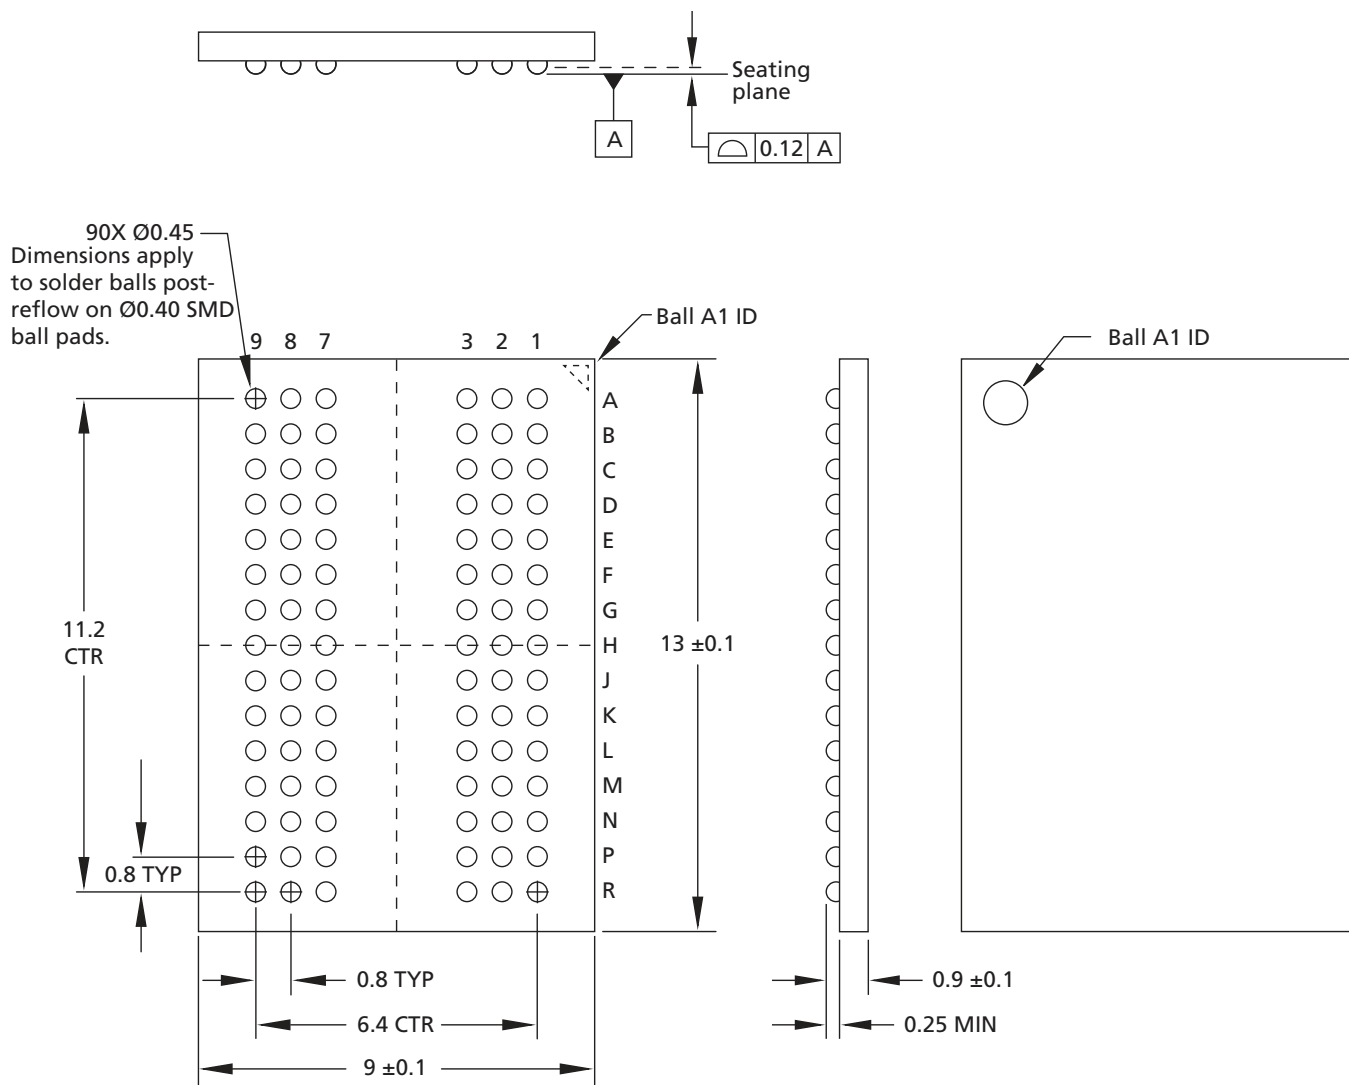 Seating
plane
A
0.12 A
90X Ø0.45
Dimensions apply
to solder balls post-
reflow on Ø0.40 SMD
ball pads.
Ball A1 ID
Ball A1 ID
9 8 7 3 2 1
A
B
C
D
E
F
G
H
J
K
L
M
N
P
R
11.2
CTR
13 ±0.1
0.8 TYP
0.8 TYP
0.9 ±0.1
6.4 CTR
0.25 MIN
9 ±0.1